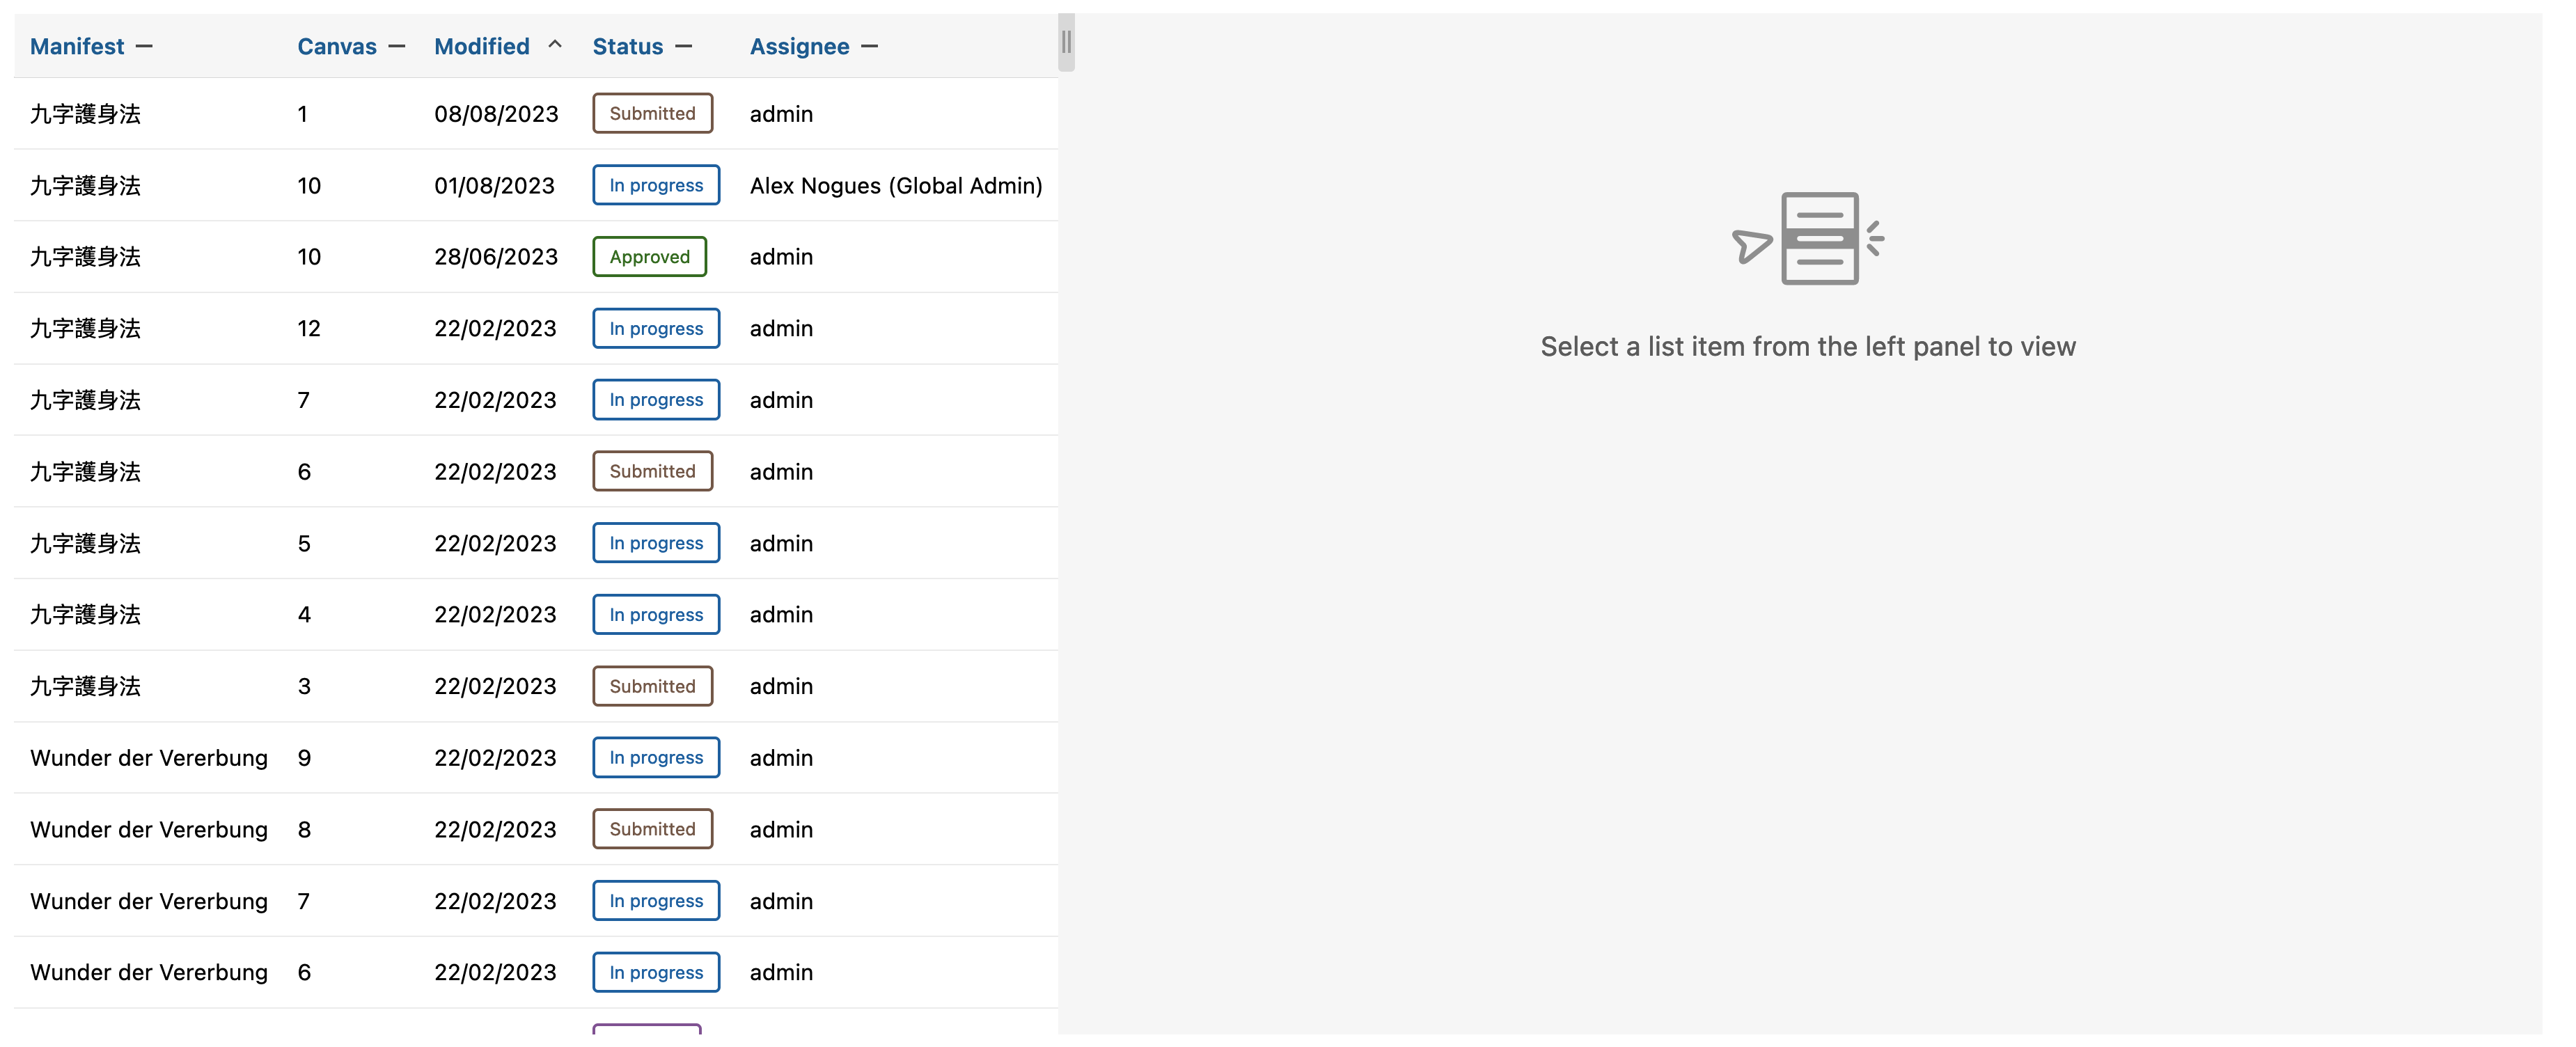 Manifest Canvas Modified Status Assignee
九字護身法 1 08/08/2023 Submitted admin
九字護身法 10 01/08/2023 In progress Alex Nogues (Global Admin)
九字護身法 10 28/06/2023 Approved admin
九字護身法 12 22/02/2023 In progress admin
九字護身法 7 22/02/2023 In progress admin
九字護身法 6 22/02/2023 Submitted admin
九字護身法 5 22/02/2023 In progress admin
九字護身法 4 22/02/2023 In progress admin
九字護身法 3 22/02/2023 Submitted admin
Wunder der Vererbung 9 22/02/2023 In progress admin
Wunder der Vererbung 8 22/02/2023 Submitted admin
Wunder der Vererbung 7 22/02/2023 In progress admin
Wunder der Vererbung 6 22/02/2023 In progress admin
Select a list item from the left panel to view